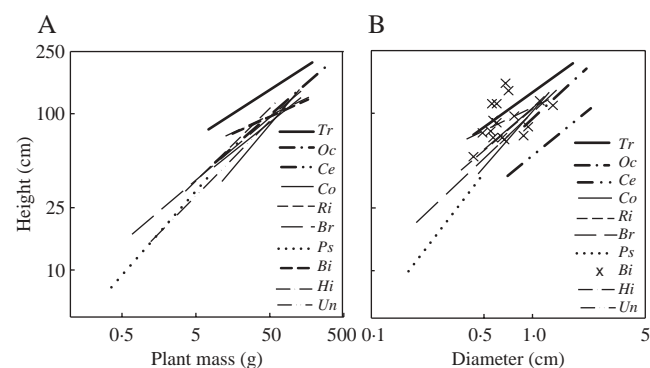 A
B
250
100
25
10
Height (cm)
0·5
5
50
500
Plant mass (g)
Tr
Oc
Ce
Co
Ri
Br
Ps
Bi
Hi
Un
0·1
0·5
1·0
5
Diameter (cm)
Tr
Oc
Ce
Co
Ri
Br
Ps
x Bi
Hi
Un